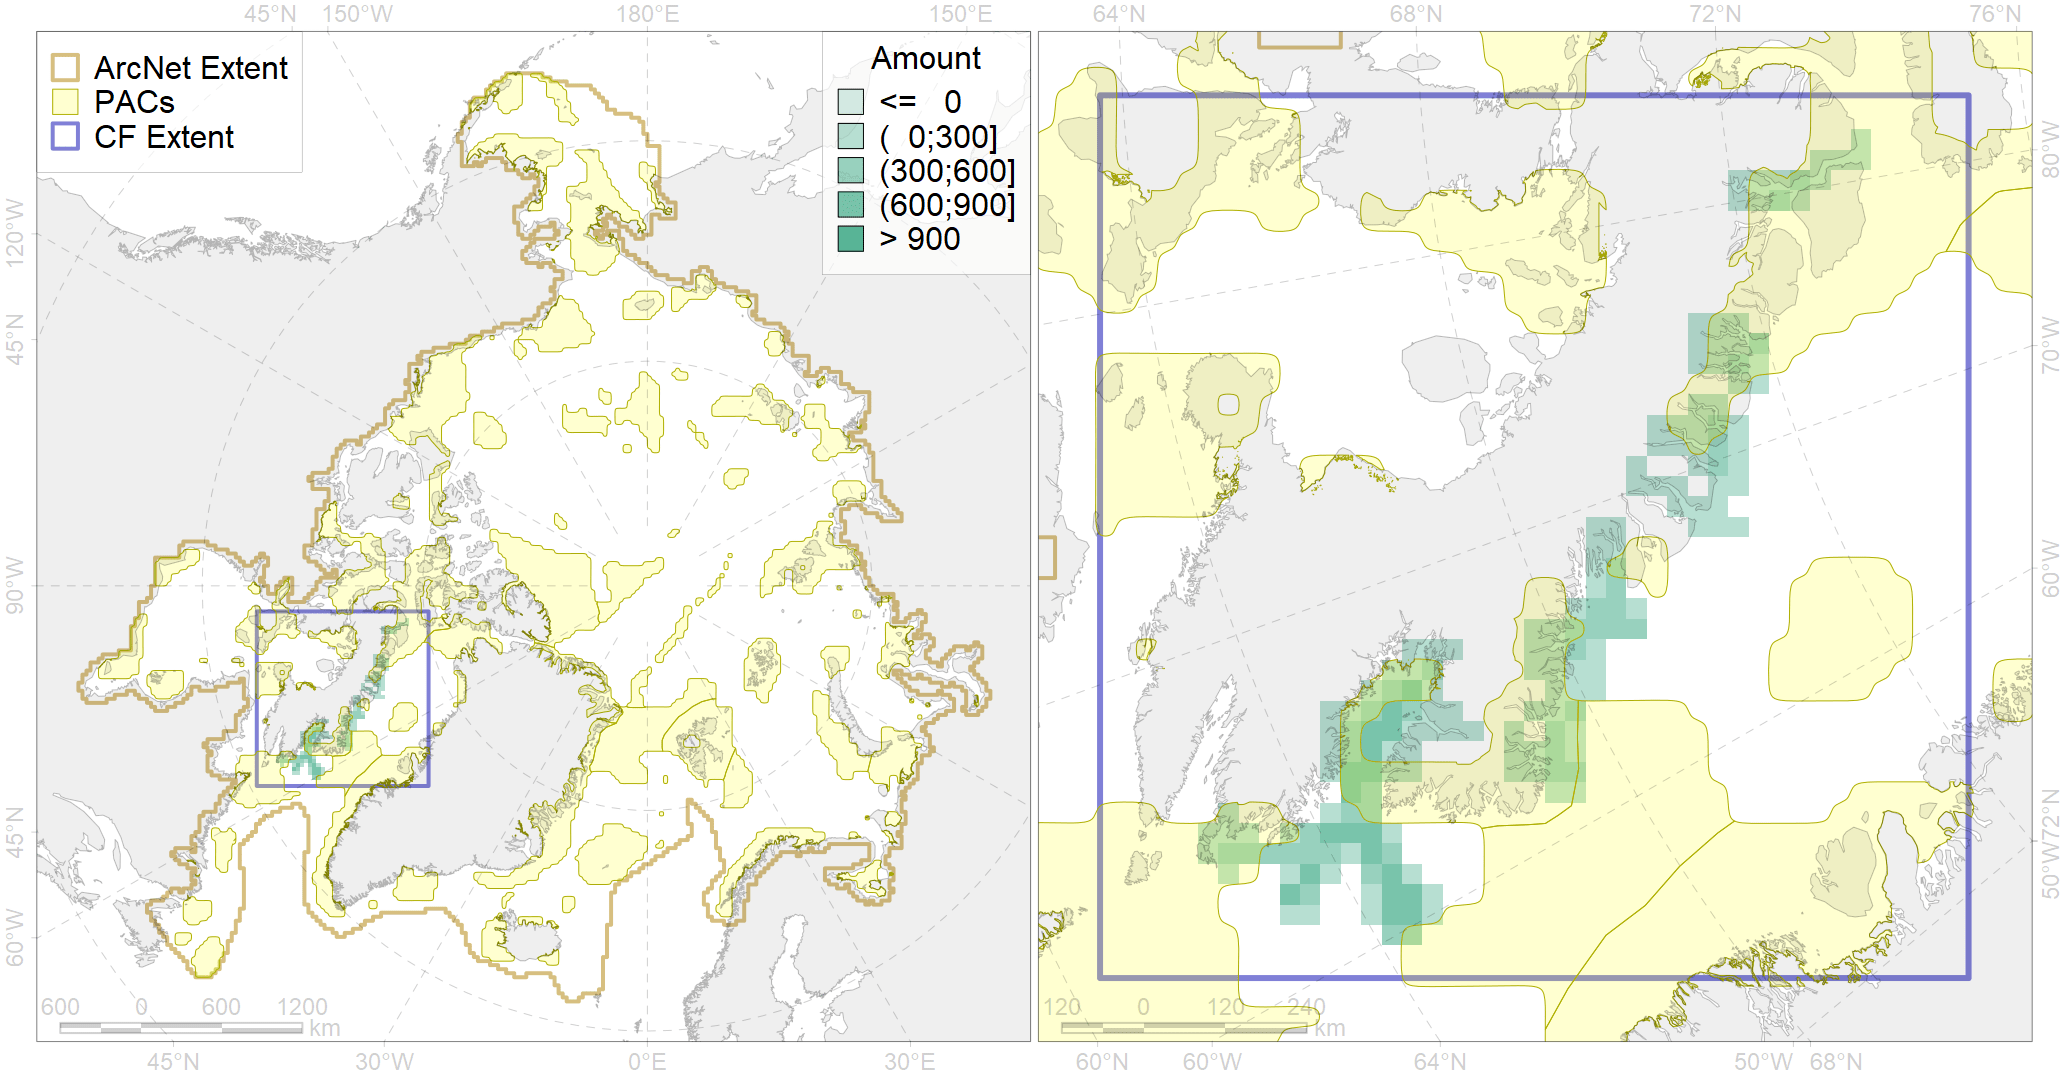 45°N 150°W 180°E 150°E 64°N 68°N 72°N 76°N
ArcNet Extent
PACs
CF Extent
Amount
<= 0
( 0;300]
(300;600]
(600;900]
> 900
120°W
45°N
90°W
45°N
60°W
80°W
70°W
60°W
50°W72°N
600 0 600 1200
km
120 0 120 240
km
45°N 30°W 0°E 30°E 60°N 60°W 64°N 50°W 68°N